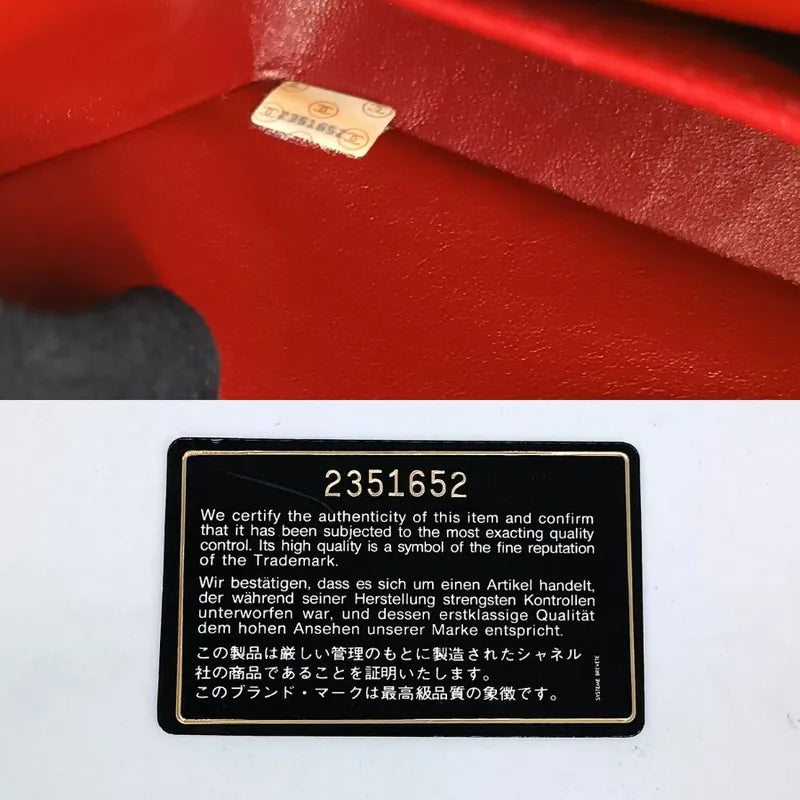 2351652
2351652
We certify the authenticity of this item and confirm
that it has been subjected to the most exacting quality
control. Its high quality is a symbol of the fine reputation
of the Trademark.
Wir bestätigen, dass es sich um einen Artikel handelt,
der während seiner Herstellung strengsten Kontrollen
unterworfen war, und dessen erstklassige Qualität
dem hohen Ansehen unserer Marke entspricht.
この製品は厳しい管理のもとに製造されたシャネル
社の商品であることを証明いたします。
このブランド・マークは最高級品質の象徴です。
SYSTEME BREVETE